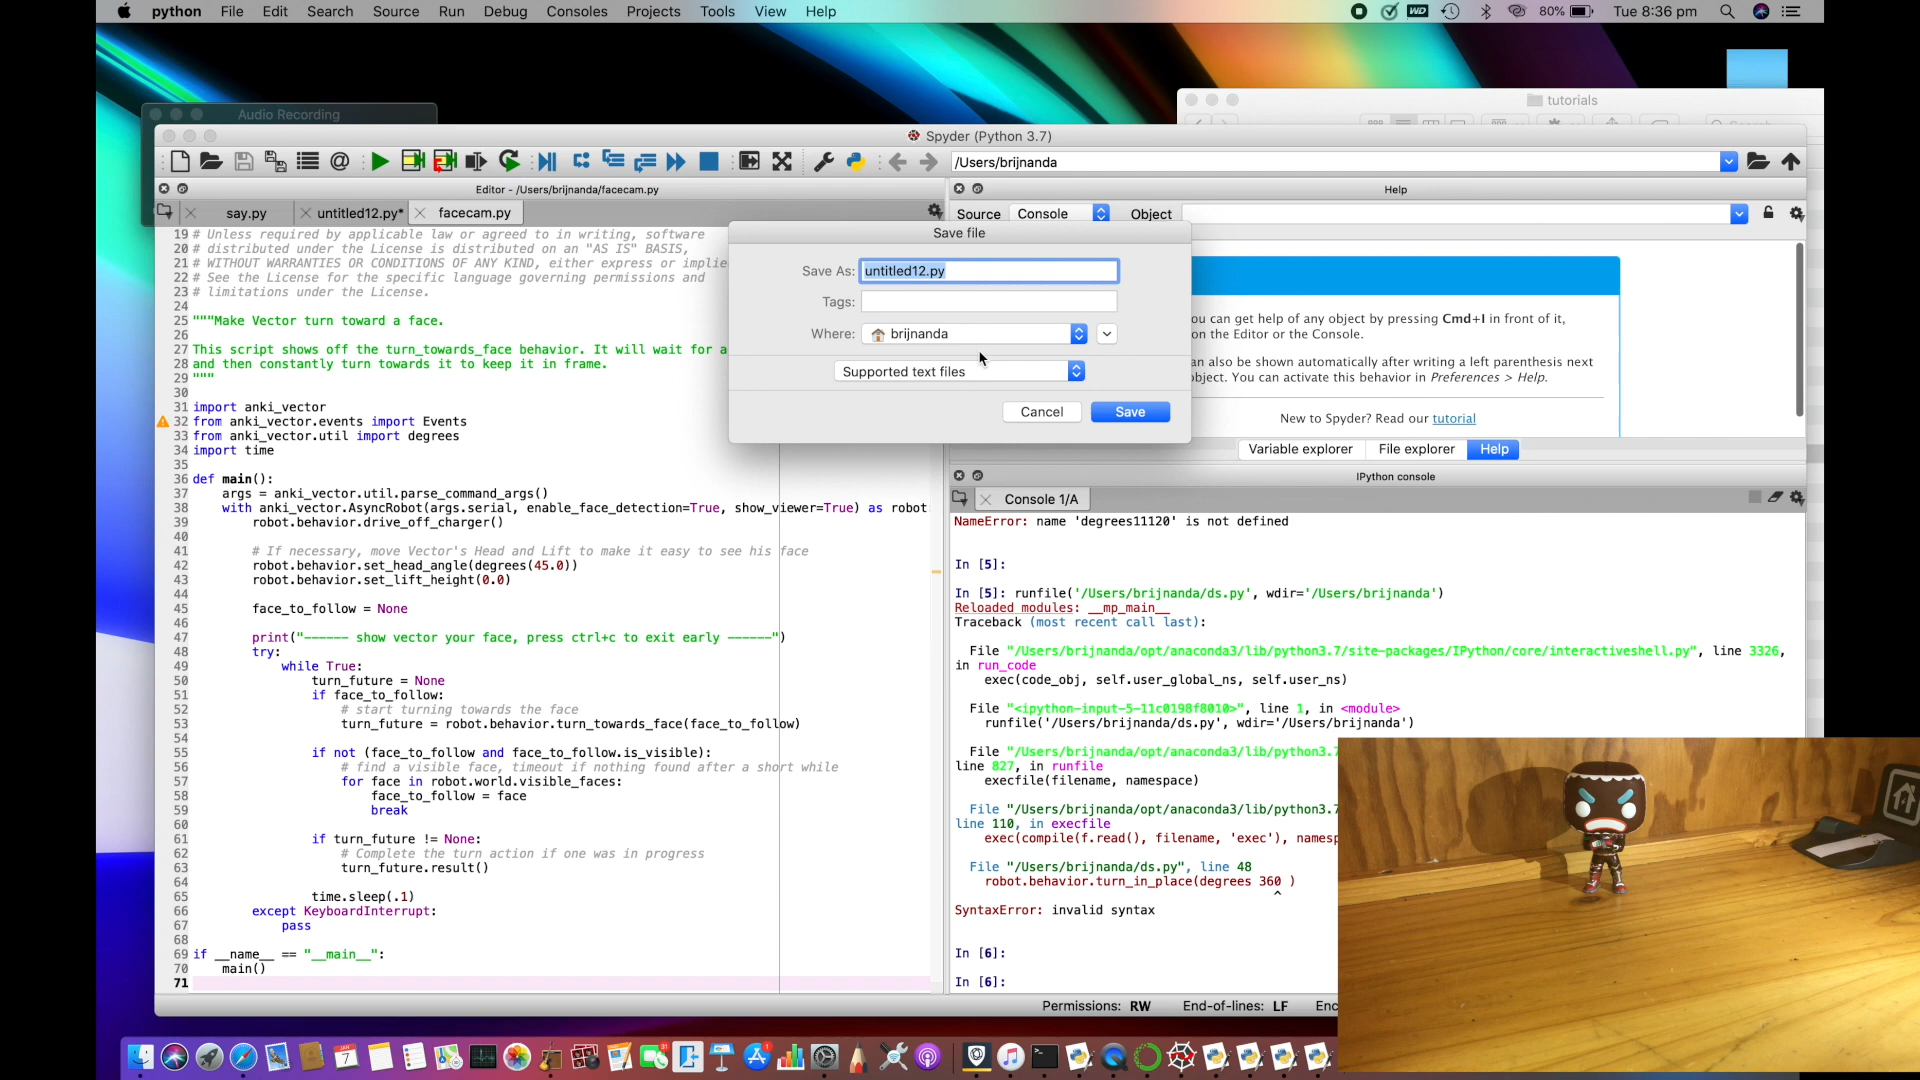 python File Edit Search Source Run Debug Consoles Projects Tools View Help
WD 80% Tue 8:36 pm
Audio Recording
tutorials
Spyder (Python 3.7)
/Users/brijnanda
Editor - /Users/brijnanda/facecam.py
Help
say.py untitled12.py* facecam.py
Source Console Object
Save file
Save As: untitled12.py
Tags:
Where: brijnanda
Supported text files
Cancel Save
19 # Unless required by applicable law or agreed to in writing, software
20 # distributed under the License is distributed on an "AS IS" BASIS,
21 # WITHOUT WARRANTIES OR CONDITIONS OF ANY KIND, either express or implie
22 # See the License for the specific language governing permissions and
23 # limitations under the License.
24
25 """Make Vector turn toward a face.
26
27 This script shows off the turn_towards_face behavior. It will wait for a
28 and then constantly turn towards it to keep it in frame.
29 """
30
31 import anki_vector
32 from anki_vector.events import Events
33 from anki_vector.util import degrees
34 import time
35
36 def main():
37 args = anki_vector.util.parse_command_args()
38 with anki_vector.AsyncRobot(args.serial, enable_face_detection=True, show_viewer=True) as robot:
39 robot.behavior.drive_off_charger()
40
41 # If necessary, move Vector's Head and Lift to make it easy to see his face
42 robot.behavior.set_head_angle(degrees(45.0))
43 robot.behavior.set_lift_height(0.0)
44
45 face_to_follow = None
46
47 print("------ show vector your face, press ctrl+c to exit early ------")
48 try:
49 while True:
50 turn_future = None
51 if face_to_follow:
52 # start turning towards the face
53 turn_future = robot.behavior.turn_towards_face(face_to_follow)
54
55 if not (face_to_follow and face_to_follow.is_visible):
56 # find a visible face, timeout if nothing found after a short while
57 for face in robot.world.visible_faces:
58 face_to_follow = face
59 break
60
61 if turn_future != None:
62 # Complete the turn action if one was in progress
63 turn_future.result()
64
65 time.sleep(.1)
66 except KeyboardInterrupt:
67 pass
68
69 if __name__ == "__main__":
70 main()
71
ou can get help of any object by pressing Cmd+I in front of it,
on the Editor or the Console.
an also be shown automatically after writing a left parenthesis next
bject. You can activate this behavior in Preferences > Help.
New to Spyder? Read our tutorial
Variable explorer File explorer Help
IPython console
Console 1/A
NameError: name 'degrees11120' is not defined
In [5]:
In [5]: runfile('/Users/brijnanda/ds.py', wdir='/Users/brijnanda')
Reloaded modules: __mp_main__
Traceback (most recent call last):
File "/Users/brijnanda/opt/anaconda3/lib/python3.7/site-packages/IPython/core/interactiveshell.py", line 3326,
in run_code
exec(code_obj, self.user_global_ns, self.user_ns)
File "<ipython-input-5-11c0198f8010>", line 1, in <module>
runfile('/Users/brijnanda/ds.py', wdir='/Users/brijnanda')
File "/Users/brijnanda/opt/anaconda3/lib/python3.7
line 827, in runfile
execfile(filename, namespace)
File "/Users/brijnanda/opt/anaconda3/lib/python3.7
line 110, in execfile
exec(compile(f.read(), filename, 'exec'), namesp
File "/Users/brijnanda/ds.py", line 48
robot.behavior.turn_in_place(degrees 360 )
^
SyntaxError: invalid syntax
In [6]:
In [6]:
Permissions: RW End-of-lines: LF Enc